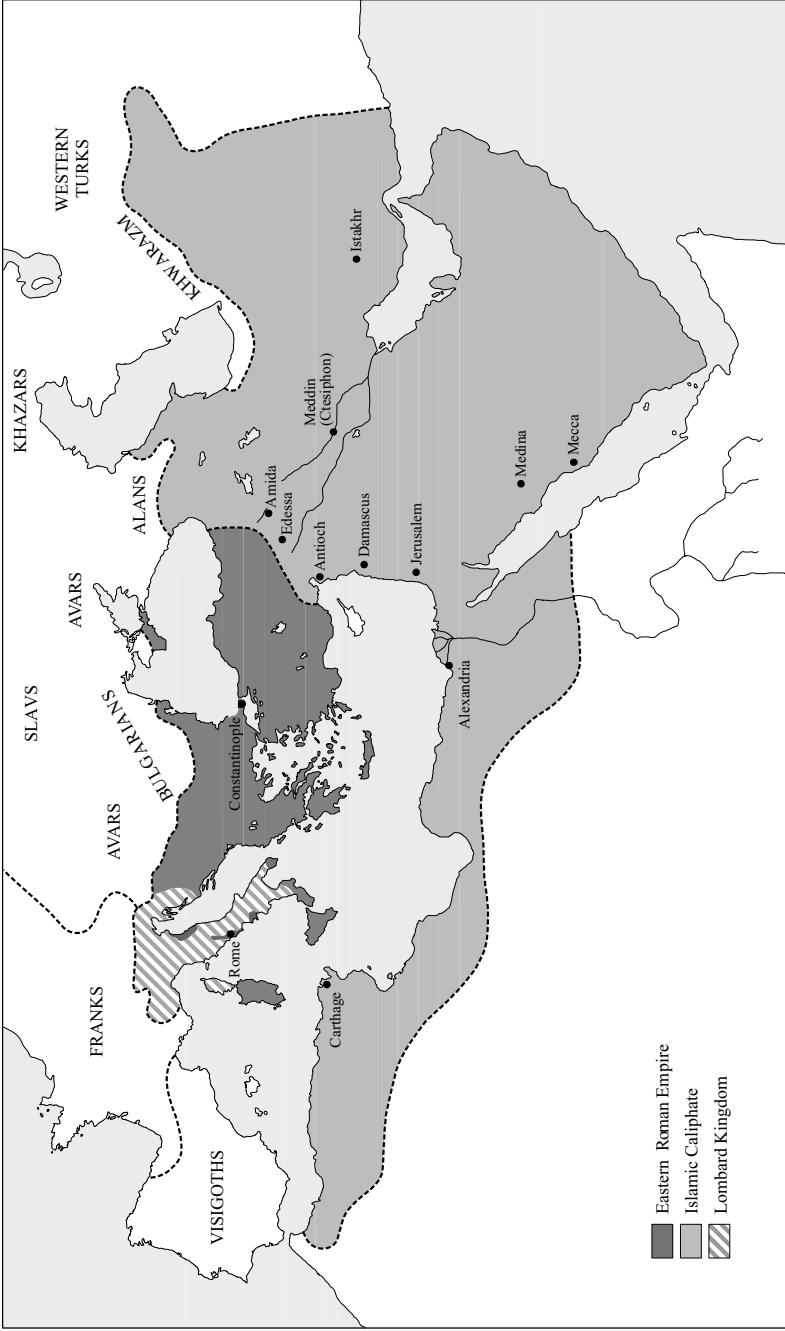 SLAVS
KHAZARS
WESTERN
TURKS
FRANKS
AVARS
AVARS
ALANS
KHWARAZM
BULGARIANS
VISIGOTHS
Rome
Constantinople
Amida
Edessa
Meddin
(Ctesiphon)
Istakhr
Antioch
Carthage
Damascus
Jerusalem
Alexandria
Medina
Mecca
Eastern Roman Empire
Islamic Caliphate
Lombard Kingdom